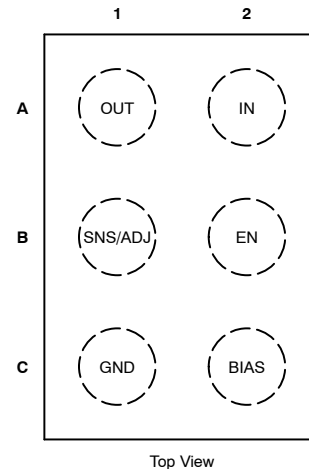 1 2
A OUT IN
B SNS/ADJ EN
C GND BIAS
Top View